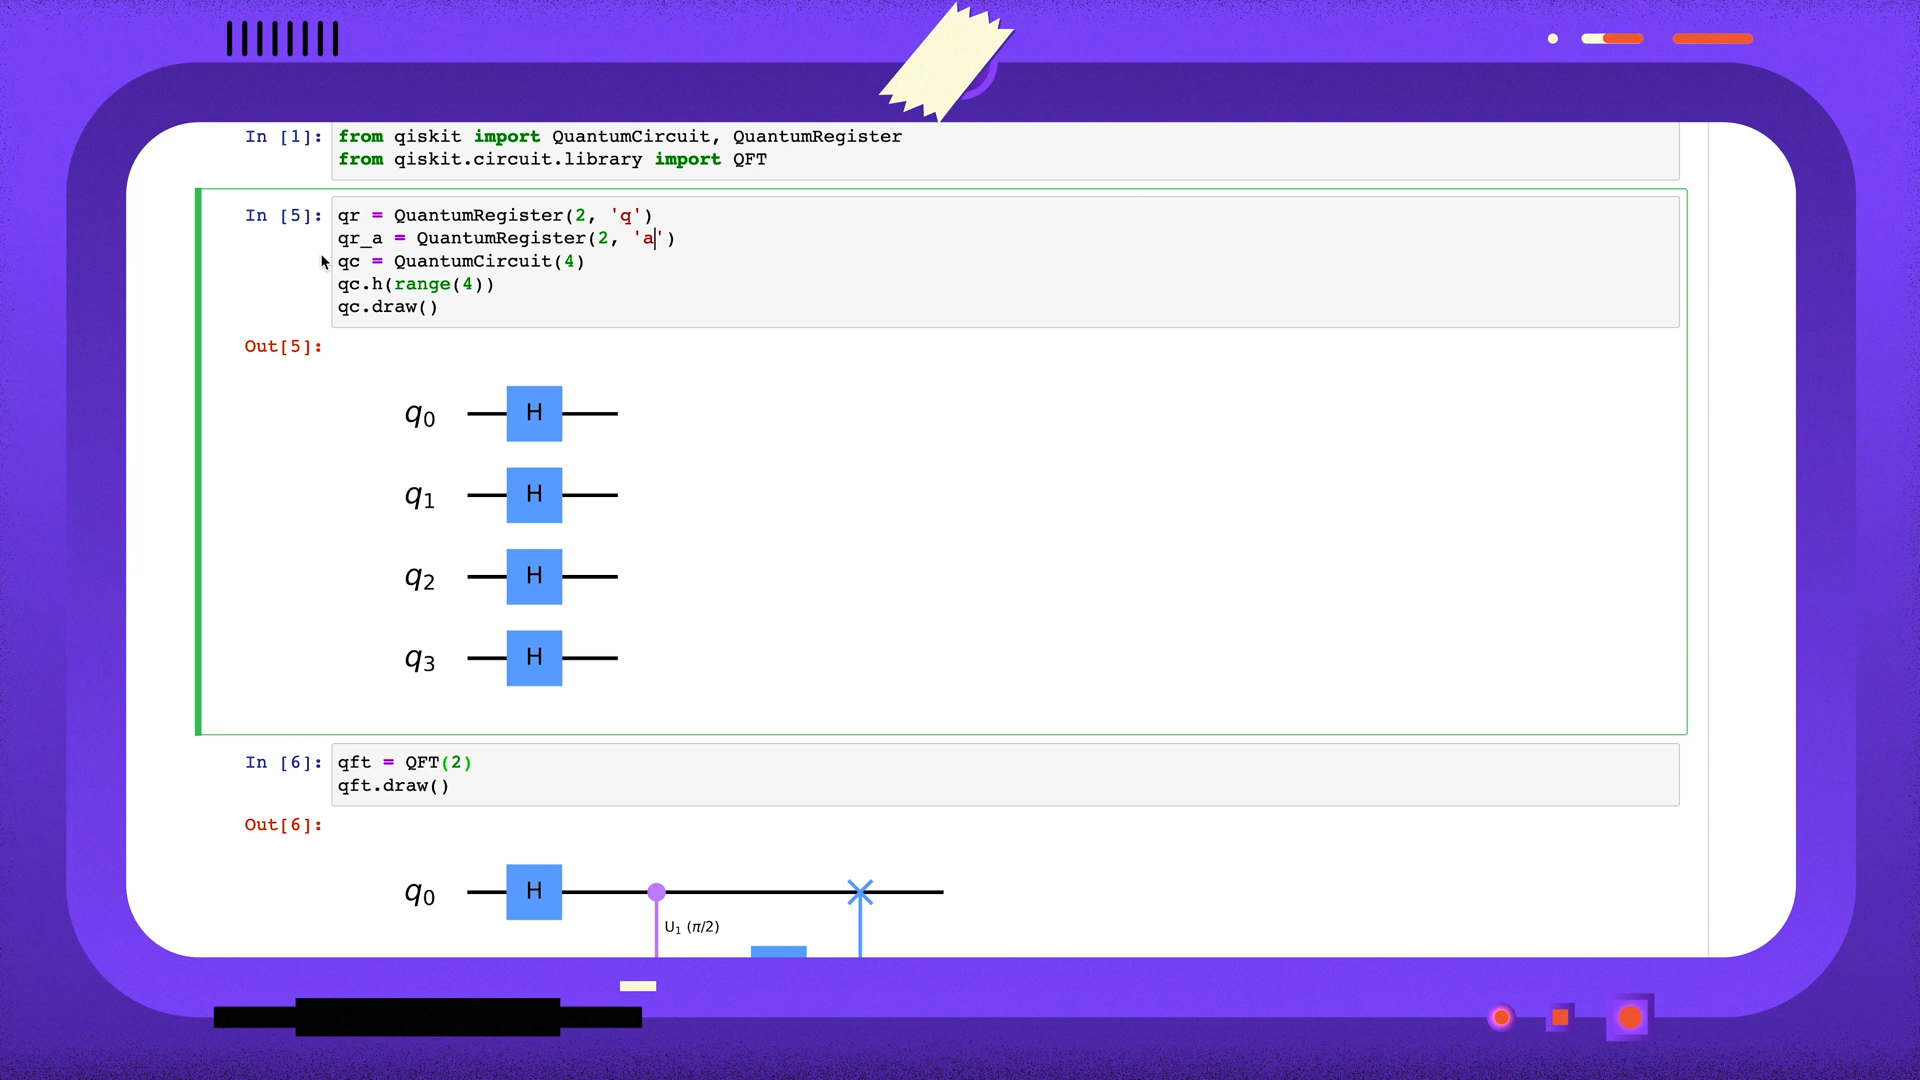 In [1]:
from qiskit import QuantumCircuit, QuantumRegister
from qiskit.circuit.library import QFT
In [5]:
qr = QuantumRegister(2, 'q')
qr_a = QuantumRegister(2, 'a')
qc = QuantumCircuit(4)
qc.h(range(4))
qc.draw()
Out[5]:
q0 H
q1 H
q2 H
q3 H
In [6]:
qft = QFT(2)
qft.draw()
Out[6]:
q0 H
U1 (π/2)